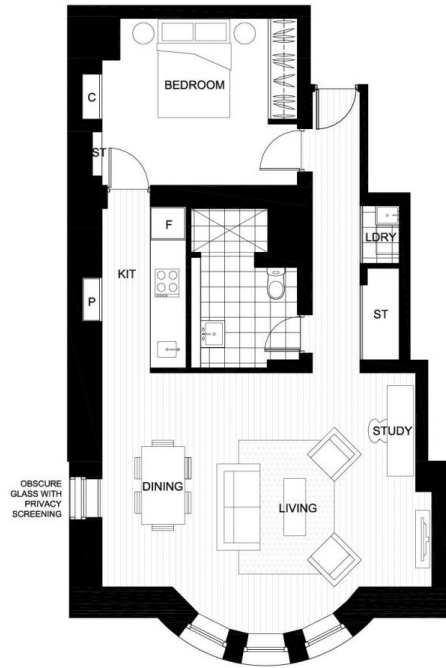 BEDROOM
C
ST
F
LDRY
KIT
P
ST
STUDY
OBSCURE
GLASS WITH
PRIVACY
SCREENING
DINING
LIVING